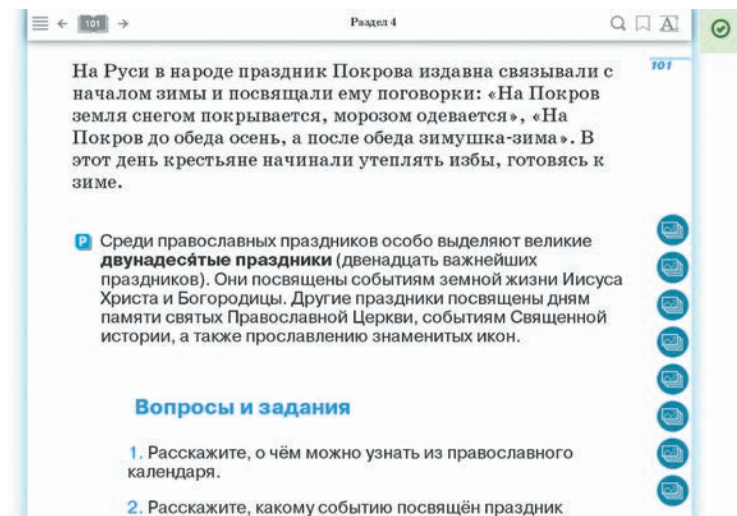 101
Раздел 4
101
На Руси в народе праздник Покрова издавна связывали с
началом зимы и посвящали ему поговорки: «На Покров
земля снегом покрывается, морозом одевается», «На
Покров до обеда осень, а после обеда зимушка-зима». В
этот день крестьяне начинали утеплять избы, готовясь к
зиме.
Р Среди православных праздников особо выделяют великие
двунадеся́тые праздники (двенадцать важнейших
праздников). Они посвящены событиям земной жизни Иисуса
Христа и Богородицы. Другие праздники посвящены дням
памяти святых Православной Церкви, событиям Священной
истории, а также прославлению знаменитых икон.
Вопросы и задания
1. Расскажите, о чём можно узнать из православного
календаря.
2. Расскажите, какому событию посвящён праздник